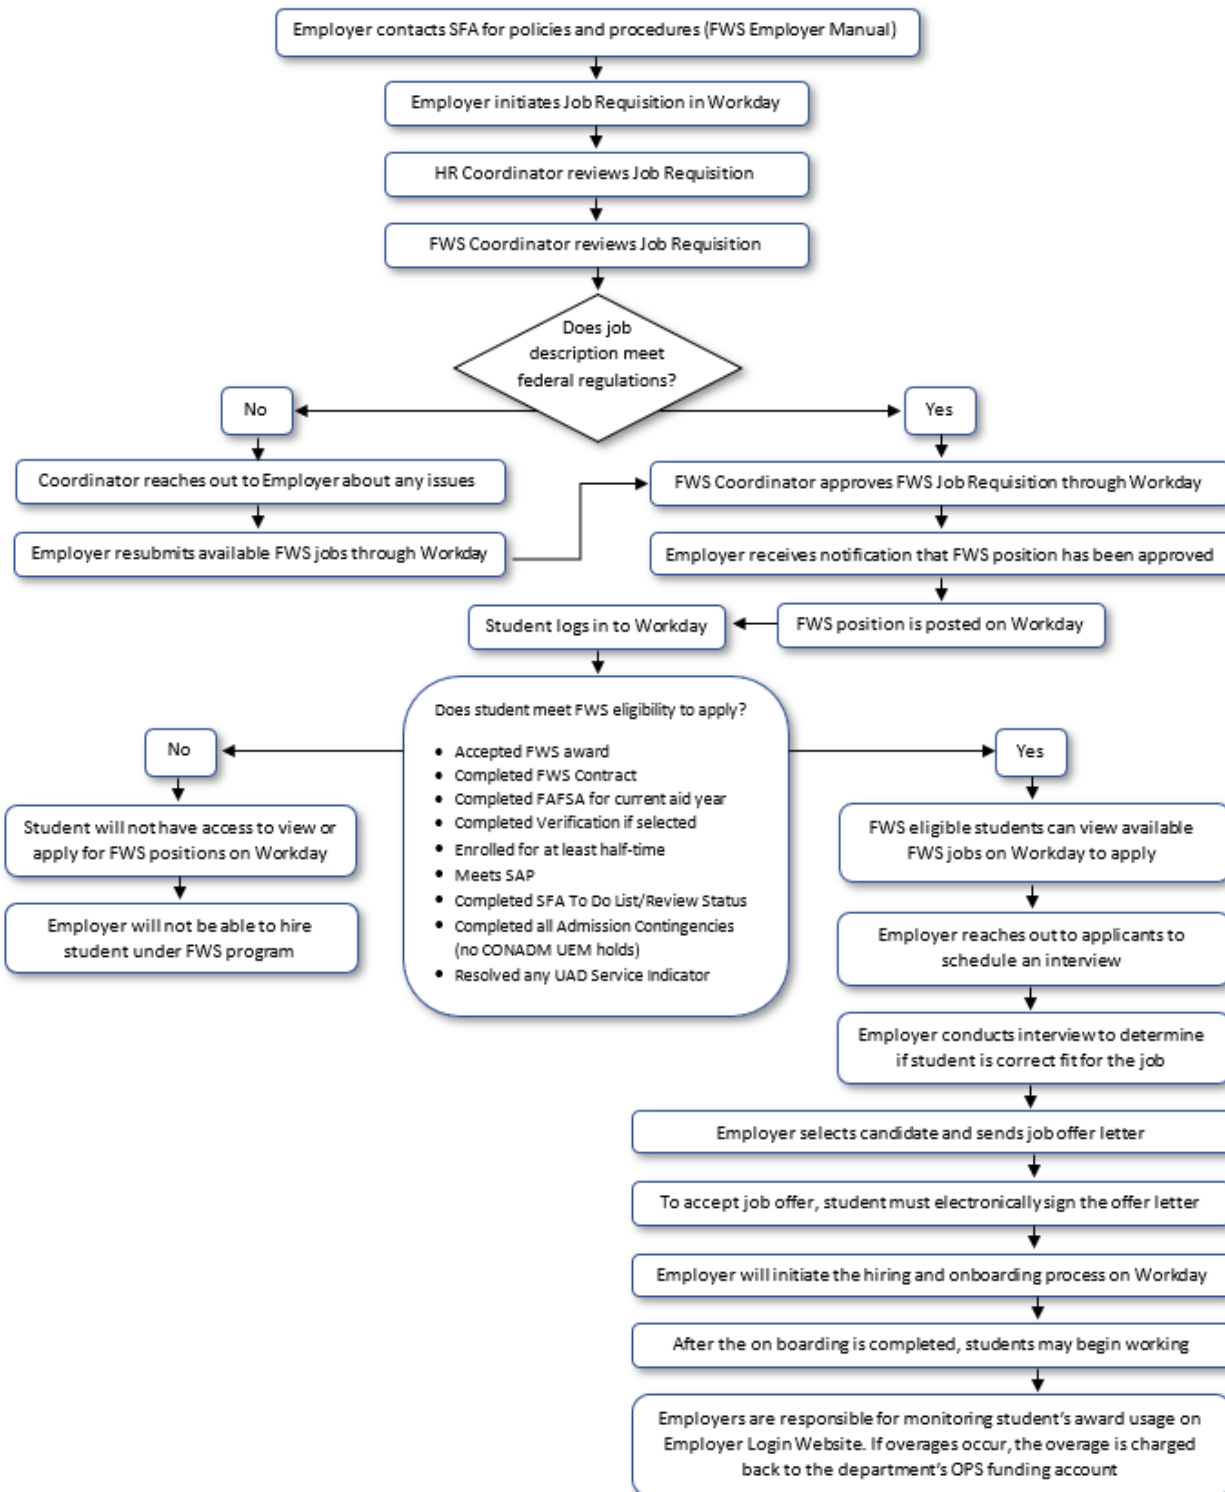 Employer contacts SFA for policies and procedures (FWS Employer Manual)
Employer initiates Job Requisition in Workday
HR Coordinator reviews Job Requisition
FWS Coordinator reviews Job Requisition
Does job
description meet
federal regulations?
No
Yes
Coordinator reaches out to Employer about any issues
FWS Coordinator approves FWS Job Requisition through Workday
Employer resubmits available FWS jobs through Workday
Employer receives notification that FWS position has been approved
Student logs in to Workday
FWS position is posted on Workday
Does student meet FWS eligibility to apply?
• Accepted FWS award
• Completed FWS Contract
• Completed FAFSA for current aid year
• Completed Verification if selected
• Enrolled for at least half-time
• Meets SAP
• Completed SFA To Do List/Review Status
• Completed all Admission Contingencies
(no CONADM UEM holds)
• Resolved any UAD Service Indicator
No
Student will not have access to view or
apply for FWS positions on Workday
Employer will not be able to hire
student under FWS program
Yes
FWS eligible students can view available
FWS jobs on Workday to apply
Employer reaches out to applicants to
schedule an interview
Employer conducts interview to determine
if student is correct fit for the job
Employer selects candidate and sends job offer letter
To accept job offer, student must electronically sign the offer letter
Employer will initiate the hiring and onboarding process on Workday
After the on boarding is completed, students may begin working
Employers are responsible for monitoring student's award usage on
Employer Login Website. If overages occur, the overage is charged
back to the department's OPS funding account